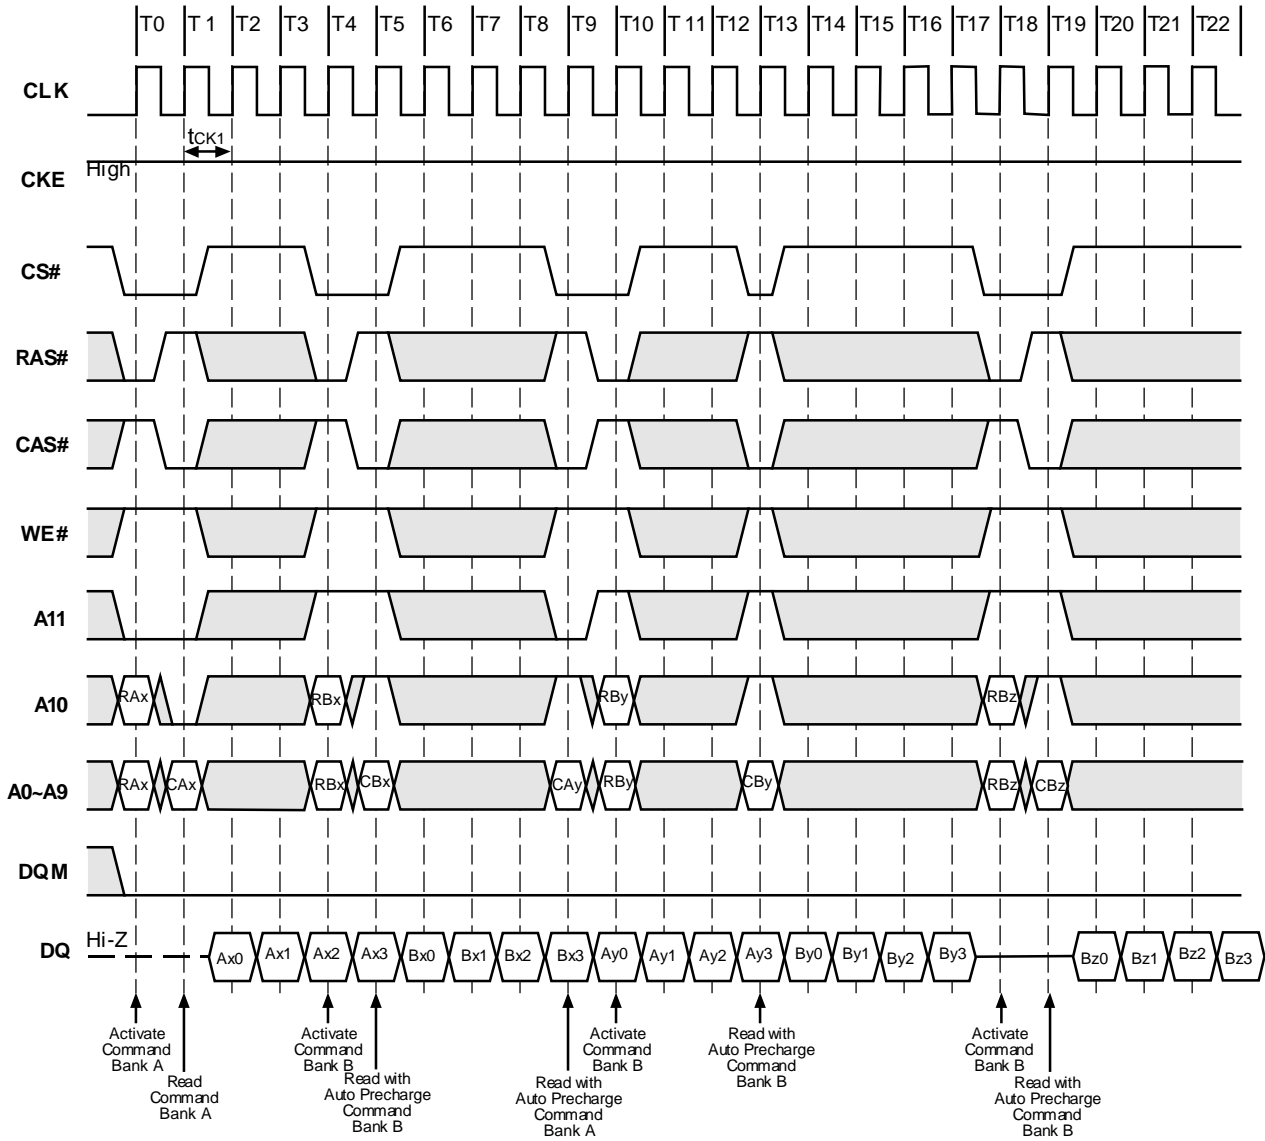 T0 T 1 T2 T3 T4 T5 T6 T7 T8 T9 T10 T 11 T12 T13 T14 T15 T16 T17 T18 T19 T20 T21 T22
CLK
tCK1
CKE High
CS#
RAS#
CAS#
WE#
A11
A10 RAx RBx RBy RBz
A0~A9 RAx CAx RBx CBx CAy RBy CBy RBz CBz
DQM
DQ Hi-Z Ax0 Ax1 Ax2 Ax3 Bx0 Bx1 Bx2 Bx3 Ay0 Ay1 Ay2 Ay3 By0 By1 By2 By3 Bz0 Bz1 Bz2 Bz3
Activate
Command
Bank A
Read
Command
Bank A
Activate
Command
Bank B
Read with
Auto Precharge
Command
Bank B
Read with
Auto Precharge
Command
Bank A
Activate
Command
Bank B
Read with
Auto Precharge
Command
Bank B
Activate
Command
Bank B
Read with
Auto Precharge
Command
Bank B